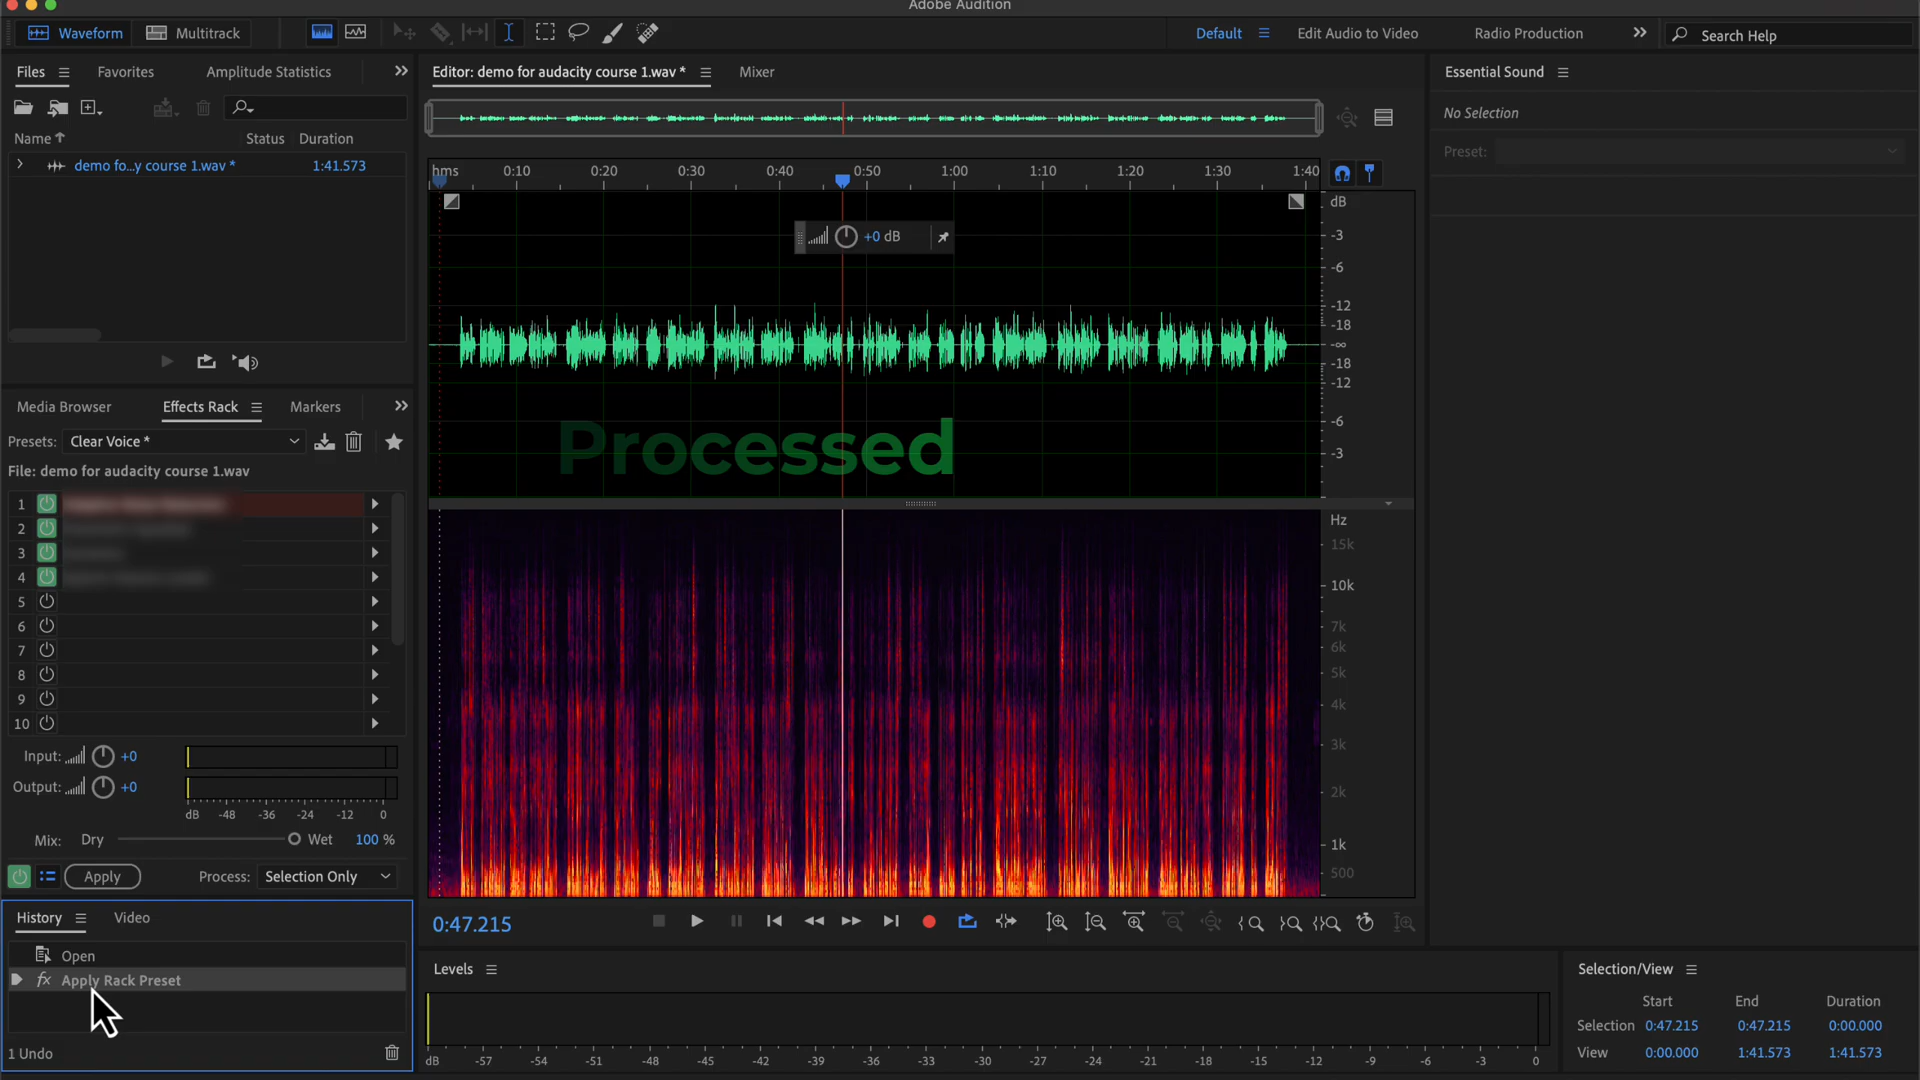 Adobe Audition
Waveform
Multitrack
Default
Edit Audio to Video
Radio Production
Search Help
Files
Favorites
Amplitude Statistics
Editor: demo for audacity course 1.wav *
Mixer
Essential Sound
No Selection
Preset:
Name
Status
Duration
demo fo...y course 1.wav *
1:41.573
hms
0:10
0:20
0:30
0:40
0:50
1:00
1:10
1:20
1:30
1:40
dB
-3
-6
-12
-18
-∞
-18
-12
-6
-3
+0 dB
Processed
Media Browser
Effects Rack
Markers
Presets:
Clear Voice *
File: demo for audacity course 1.wav
1
2
3
4
5
6
7
8
9
10
Input:
+0
Output:
+0
dB
-48
-36
-24
-12
0
Mix:
Dry
Wet
100 %
Apply
Process:
Selection Only
Hz
15k
10k
7k
6k
5k
4k
3k
2k
1k
500
History
Video
Open
fx
Apply Rack Preset
1 Undo
0:47.215
Levels
dB
-57
-54
-51
-48
-45
-42
-39
-36
-33
-30
-27
-24
-21
-18
-15
-12
-9
-6
-3
0
Selection/View
Start
End
Duration
Selection
0:47.215
0:47.215
0:00.000
View
0:00.000
1:41.573
1:41.573